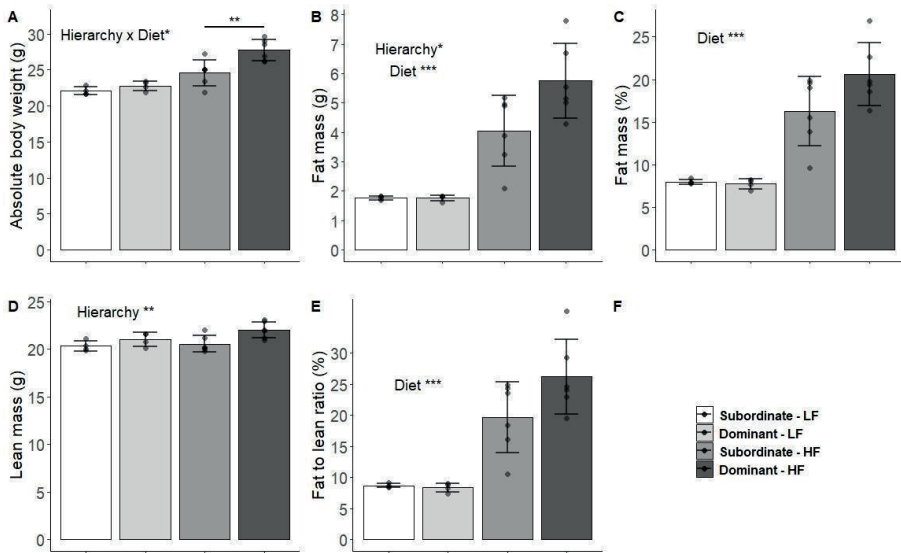 A
Absolute body weight (g)
30
25
20
15
10
5
0
Hierarchy x Diet*
**
B
Fat mass (g)
8
7
6
5
4
3
2
1
0
Hierarchy*
Diet ***
C
Fat mass (%)
25
20
15
10
5
0
Diet ***
D
Lean mass (g)
25
20
15
10
5
0
Hierarchy **
E
Fat to lean ratio (%)
30
25
20
15
10
5
0
Diet ***
F
Subordinate - LF
Dominant - LF
Subordinate - HF
Dominant - HF